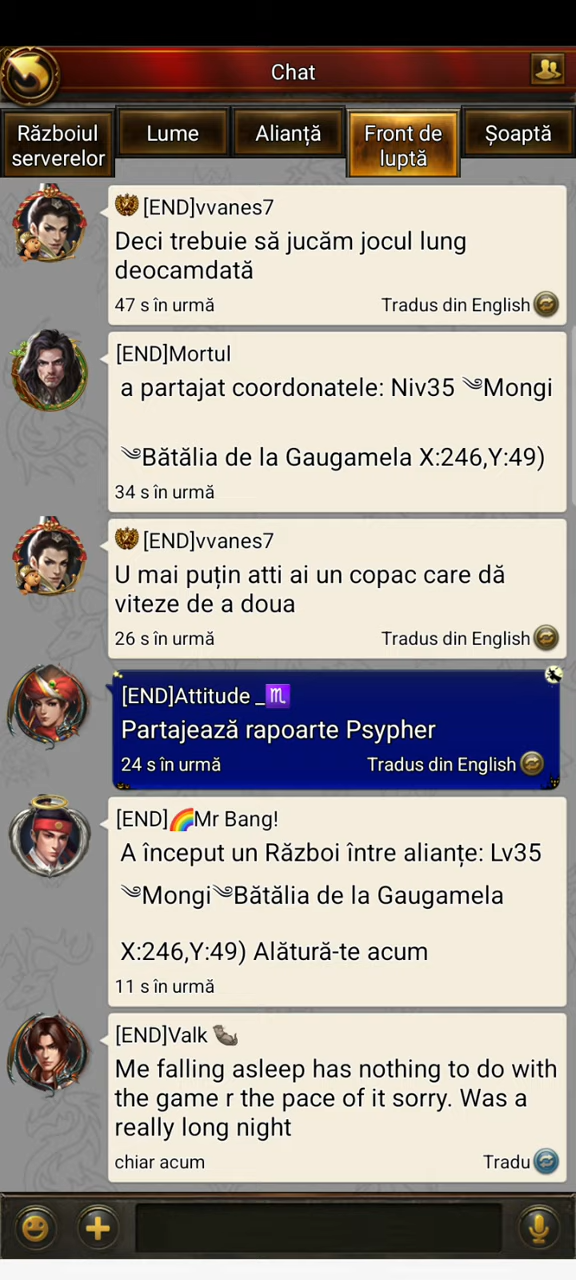 Chat
Războiul
serverelor
Lume
Alianță
Front de
luptă
Șoaptă
[END]vvanes7
Deci trebuie să jucăm jocul lung
deocamdată
47 s în urmă
Tradus din English
[END]Mortul
a partajat coordonatele: Niv35 ༄Mongi
༄Bătălia de la Gaugamela X:246,Y:49)
34 s în urmă
[END]vvanes7
U mai puțin atti ai un copac care dă
viteze de a doua
26 s în urmă
Tradus din English
[END]Attitude _♏
Partajează rapoarte Psypher
24 s în urmă
Tradus din English
[END]🌈Mr Bang!
A început un Război între alianțe: Lv35
༄Mongi༄Bătălia de la Gaugamela
X:246,Y:49) Alătură-te acum
11 s în urmă
[END]Valk 🦦
Me falling asleep has nothing to do with
the game r the pace of it sorry. Was a
really long night
chiar acum
Tradu